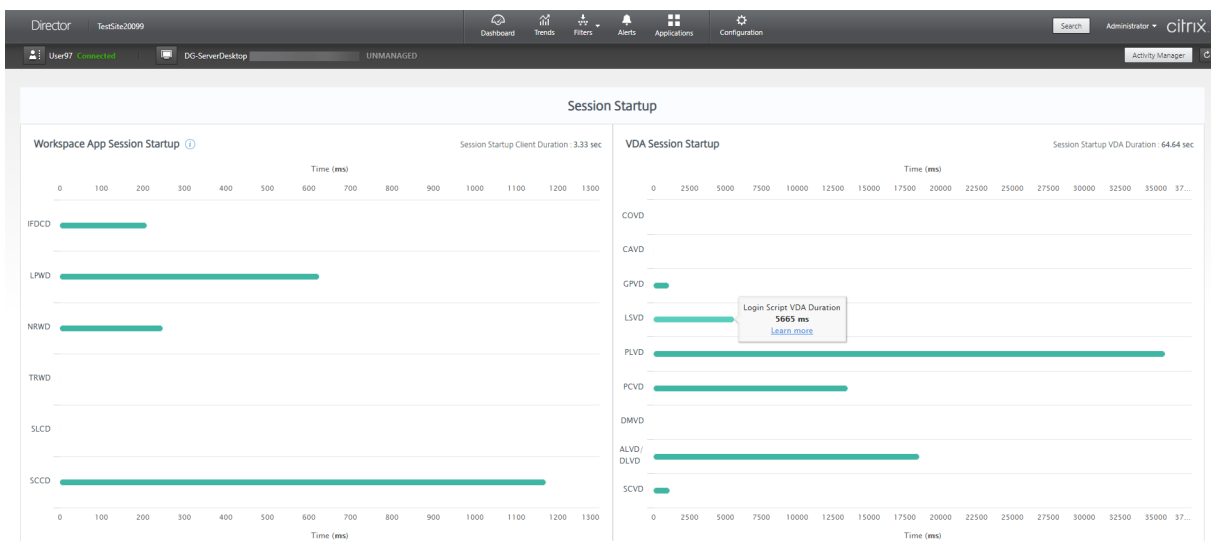 Director TestSite20099 Dashboard Trends Filters Alerts Applications Configuration Search Administrator citrix
User97 Connected DG-ServerDesktop UNMANAGED Activity Manager
Session Startup
Workspace App Session Startup Session Startup Client Duration : 3.33 sec
Time (ms)
0 100 200 300 400 500 600 700 800 900 1000 1100 1200 1300
IFDCD
LPWD
NRWD
TRWD
SLCD
SCCD
0 100 200 300 400 500 600 700 800 900 1000 1100 1200 1300
Time (ms)
VDA Session Startup Session Startup VDA Duration : 64.64 sec
Time (ms)
0 2500 5000 7500 10000 12500 15000 17500 20000 22500 25000 27500 30000 32500 35000 37...
COVD
CAVD
GPVD
LSVD
Login Script VDA Duration
5665 ms
Learn more
PLVD
PCVD
DMVD
ALVD/
DLVD
SCVD
0 2500 5000 7500 10000 12500 15000 17500 20000 22500 25000 27500 30000 32500 35000 37...
Time (ms)